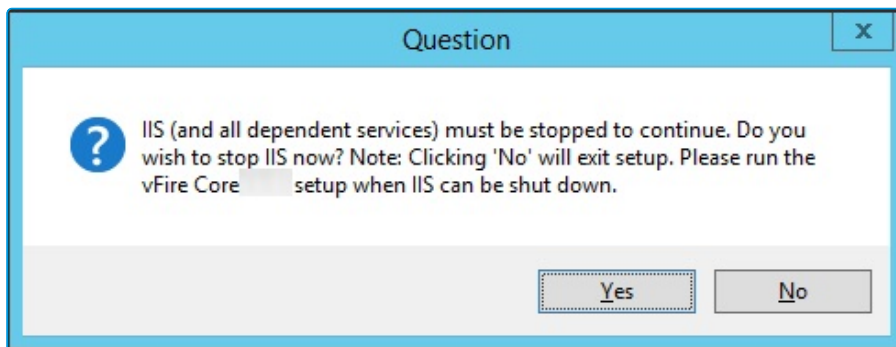 Question
x
?
IIS (and all dependent services) must be stopped to continue. Do you
wish to stop IIS now? Note: Clicking 'No' will exit setup. Please run the
vFire Core setup when IIS can be shut down.
Yes
No